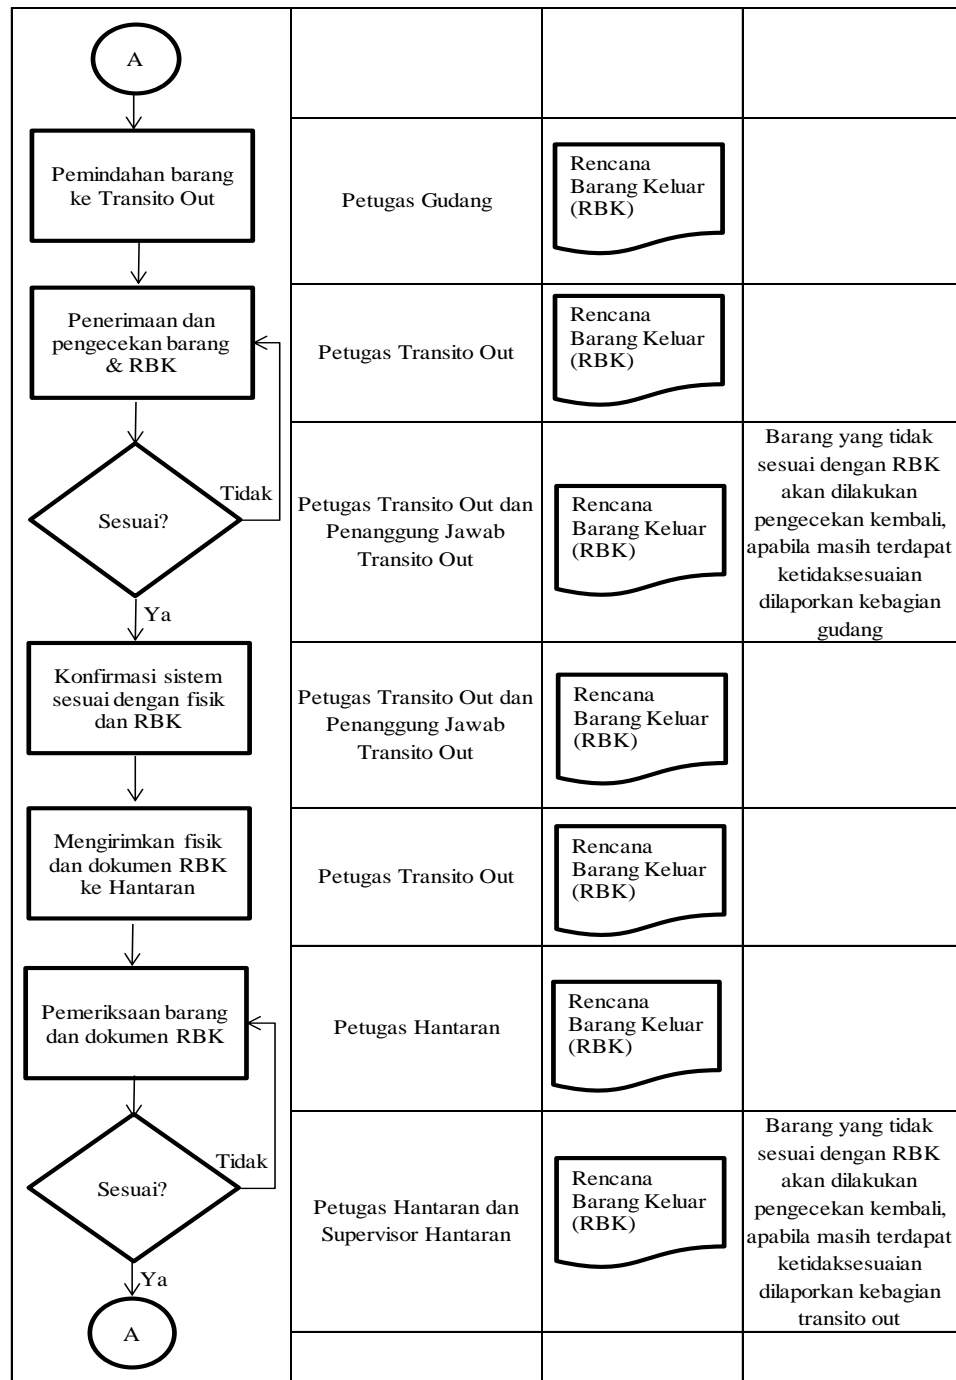 A
Pemindahan barang
ke Transito Out
Petugas Gudang
Rencana
Barang Keluar
(RBK)
Penerimaan dan
pengecekan barang
& RBK
Petugas Transito Out
Rencana
Barang Keluar
(RBK)
Sesuai?
Tidak
Ya
Petugas Transito Out dan
Penanggung Jawab
Transito Out
Rencana
Barang Keluar
(RBK)
Barang yang tidak
sesuai dengan RBK
akan dilakukan
pengecekan kembali,
apabila masih terdapat
ketidaksesuaian
dilaporkan kebagian
gudang
Konfirmasi sistem
sesuai dengan fisik
dan RBK
Petugas Transito Out dan
Penanggung Jawab
Transito Out
Rencana
Barang Keluar
(RBK)
Mengirimkan fisik
dan dokumen RBK
ke Hantaran
Petugas Transito Out
Rencana
Barang Keluar
(RBK)
Pemeriksaan barang
dan dokumen RBK
Petugas Hantaran
Rencana
Barang Keluar
(RBK)
Sesuai?
Tidak
Ya
Petugas Hantaran dan
Supervisor Hantaran
Rencana
Barang Keluar
(RBK)
Barang yang tidak
sesuai dengan RBK
akan dilakukan
pengecekan kembali,
apabila masih terdapat
ketidaksesuaian
dilaporkan kebagian
transito out
A